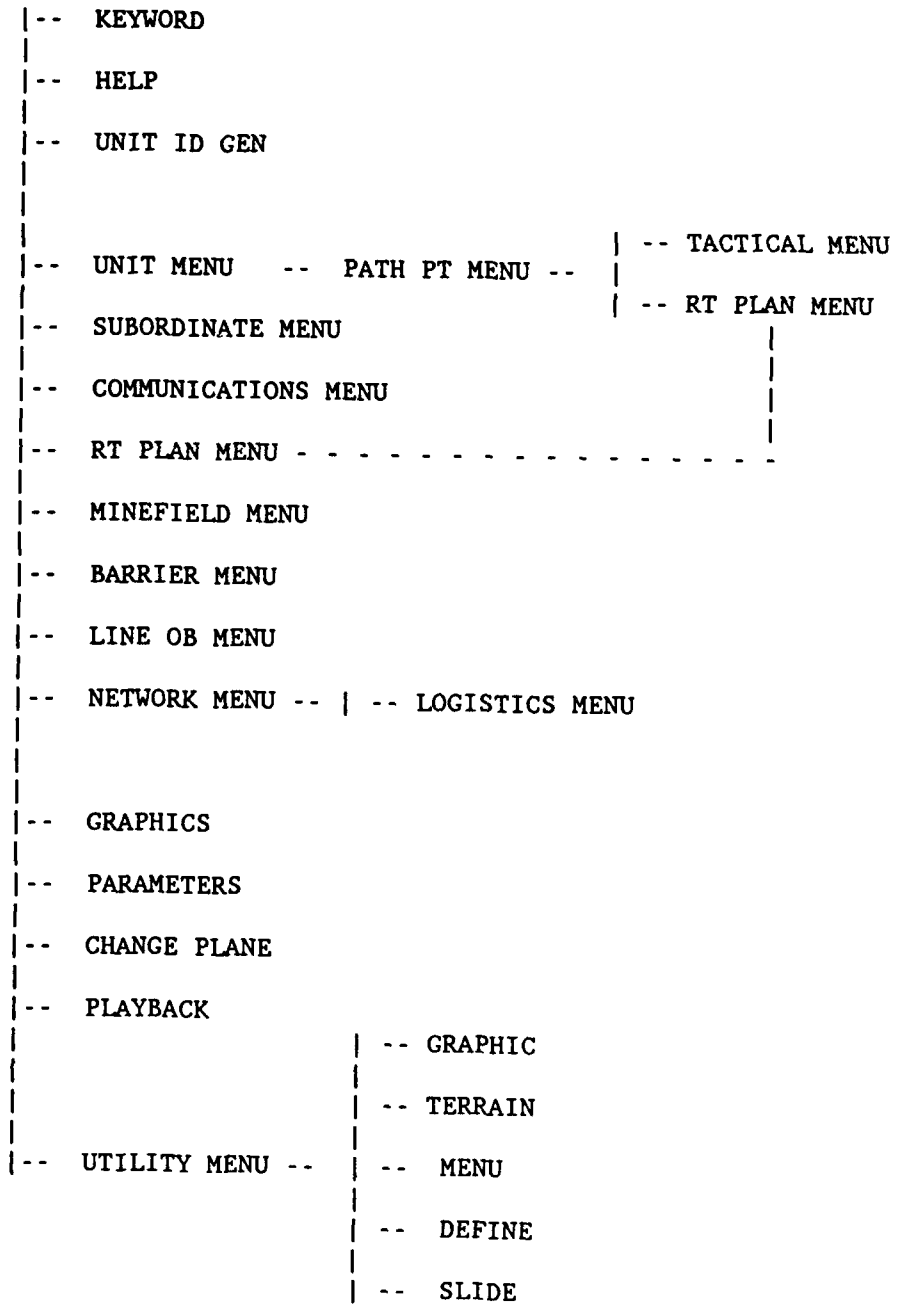 |-- KEYWORD
|-- HELP
|-- UNIT ID GEN
| -- TACTICAL MENU
|-- UNIT MENU -- PATH PT MENU -- |
| -- RT PLAN MENU
|-- SUBORDINATE MENU
|-- COMMUNICATIONS MENU
|-- RT PLAN MENU - - - - - - - - - - - - - - - -
|-- MINEFIELD MENU
|-- BARRIER MENU
|-- LINE OB MENU
|-- NETWORK MENU -- | -- LOGISTICS MENU
|-- GRAPHICS
|-- PARAMETERS
|-- CHANGE PLANE
|-- PLAYBACK
| -- GRAPHIC
| -- TERRAIN
|-- UTILITY MENU -- | -- MENU
| -- DEFINE
| -- SLIDE